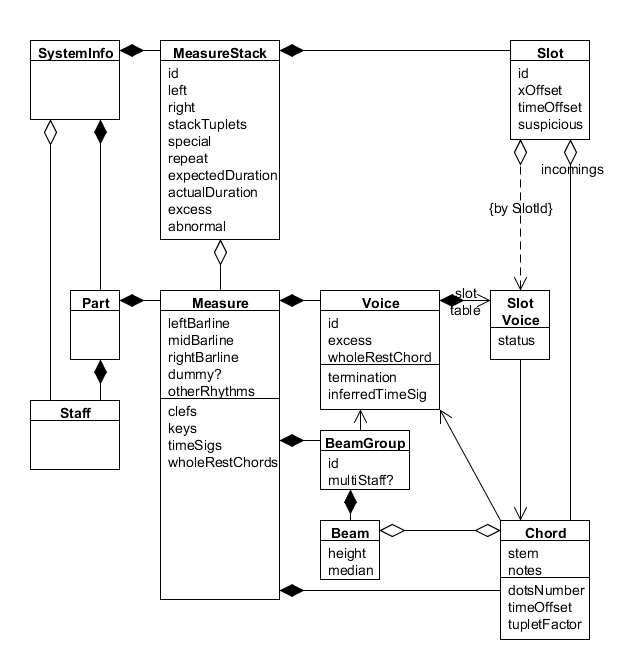 SystemInfo
MeasureStack
id
left
right
stackTuplets
special
repeat
expectedDuration
actualDuration
excess
abnormal
Slot
id
xOffset
timeOffset
suspicious
incomings
{by SlotId}
Part
Measure
leftBarline
midBarline
rightBarline
dummy?
otherRhythms
clefs
keys
timeSigs
wholeRestChords
Voice
id
excess
wholeRestChord
termination
inferredTimeSig
slot
table
Slot
Voice
status
Staff
BeamGroup
id
multiStaff?
Beam
height
median
Chord
stem
notes
dotsNumber
timeOffset
tupletFactor